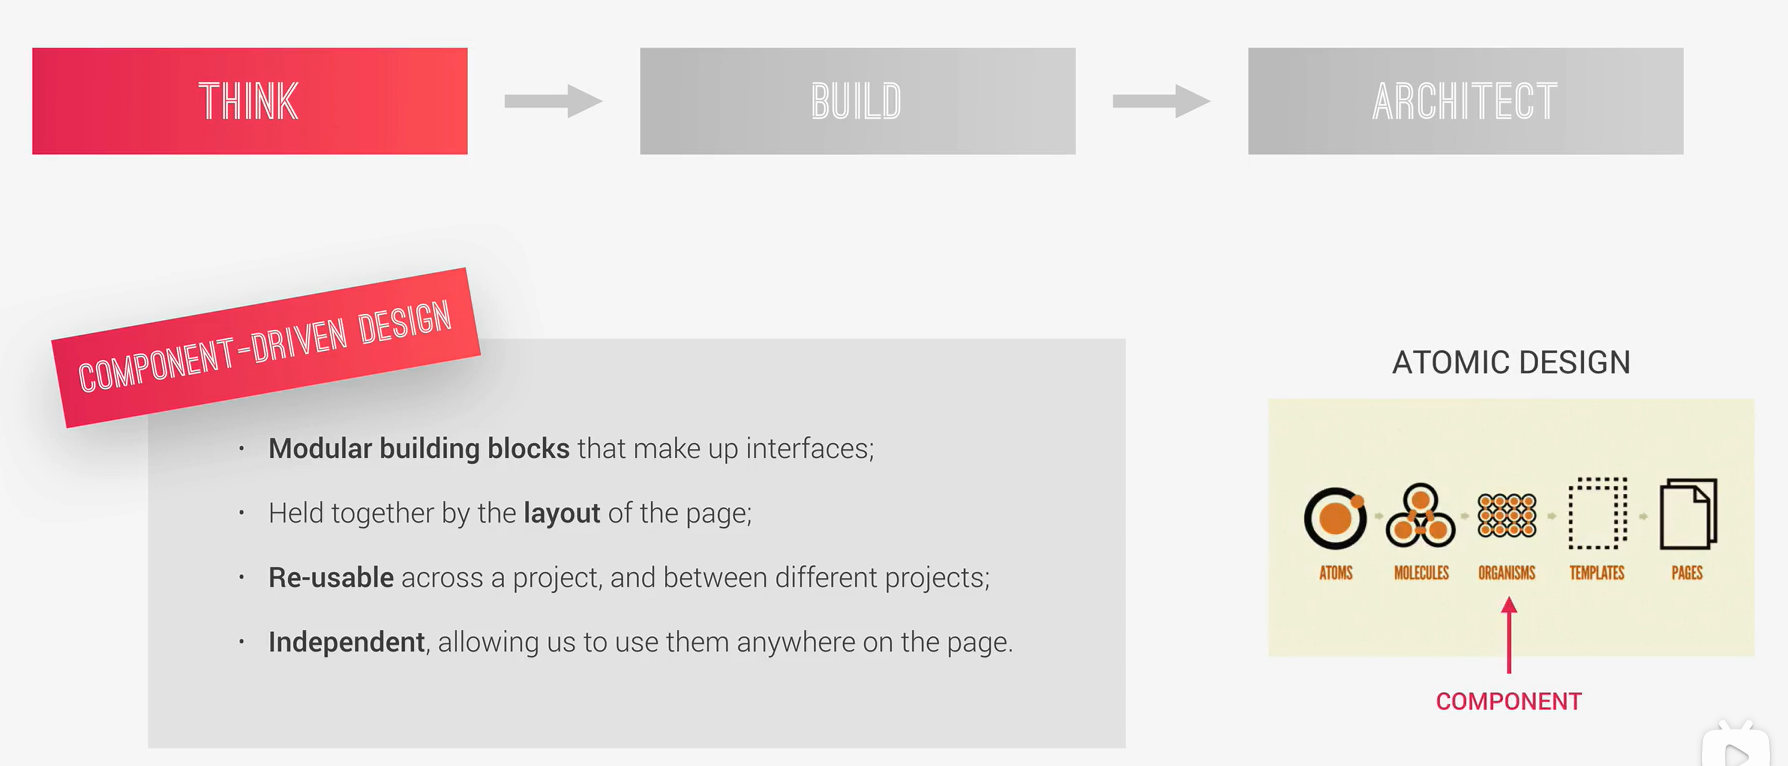 THINK
BUILD
ARCHITECT
COMPONENT-DRIVEN DESIGN
• Modular building blocks that make up interfaces;
• Held together by the layout of the page;
• Re-usable across a project, and between different projects;
• Independent, allowing us to use them anywhere on the page.
ATOMIC DESIGN
ATOMS
MOLECULES
ORGANISMS
TEMPLATES
PAGES
COMPONENT